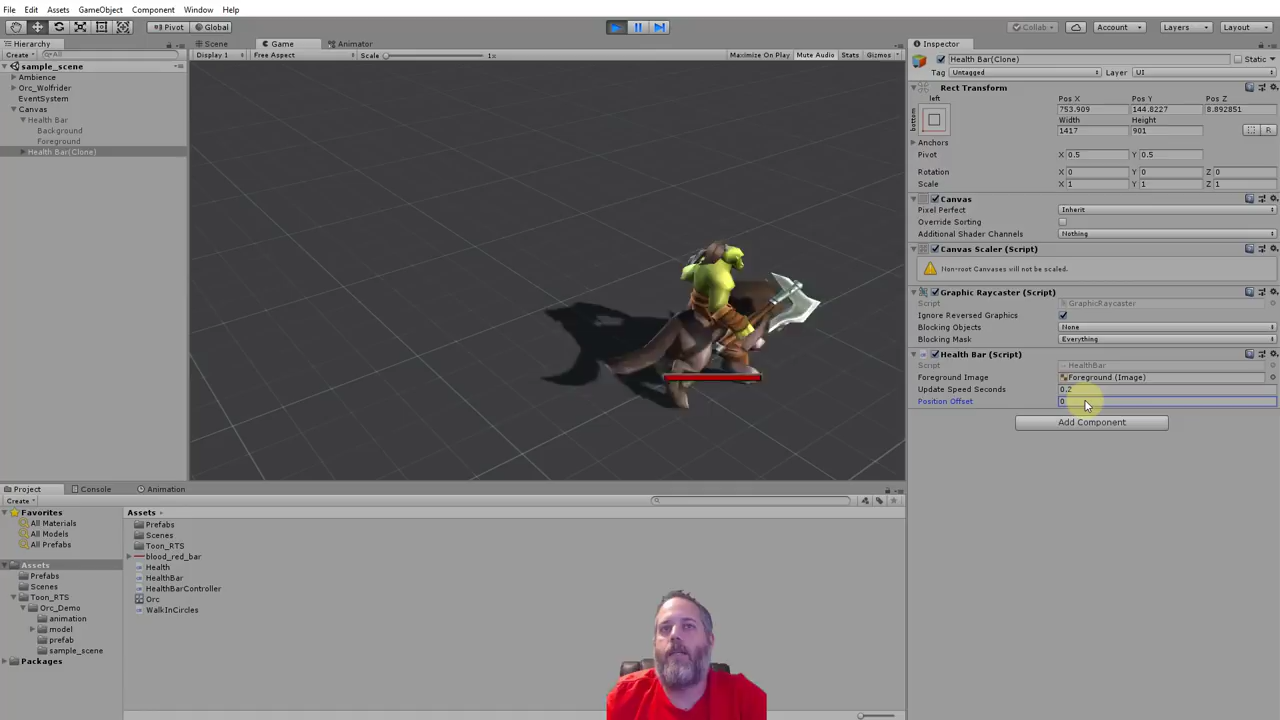 File Edit Assets GameObject Component Window Help
Pivot Global Collab Account Layers Layout
Hierarchy Scene Game Animator Inspector
Create All
Display 1 Free Aspect Scale 1x Maximize On Play Mute Audio Stats Gizmos
sample_scene
Ambience
Orc_Wolfrider
EventSystem
Canvas
Health Bar
Background
Foreground
Health Bar(Clone)
Health Bar(Clone) Static
Tag Untagged Layer UI
Rect Transform
left Pos X Pos Y Pos Z
bottom 753.909 144.8227 8.892851
Width Height
1417 901 R
Anchors
Pivot X 0.5 Y 0.5
Rotation X 0 Y 0 Z 0
Scale X 1 Y 1 Z 1
Canvas
Pixel Perfect Inherit
Override Sorting
Additional Shader Channels Nothing
Canvas Scaler (Script)
Non-root Canvases will not be scaled.
Graphic Raycaster (Script)
Script GraphicRaycaster
Ignore Reversed Graphics
Blocking Objects None
Blocking Mask Everything
Health Bar (Script)
Script HealthBar
Foreground Image Foreground (Image)
Update Speed Seconds 0.2
Position Offset 0
Add Component
Project Console Animation
Create
Favorites
All Materials
All Models
All Prefabs
Assets
Prefabs
Scenes
Toon_RTS
Orc_Demo
animation
model
prefab
sample_scene
Packages
Assets
Prefabs
Scenes
Toon_RTS
blood_red_bar
Health
HealthBar
HealthBarController
Orc
WalkInCircles